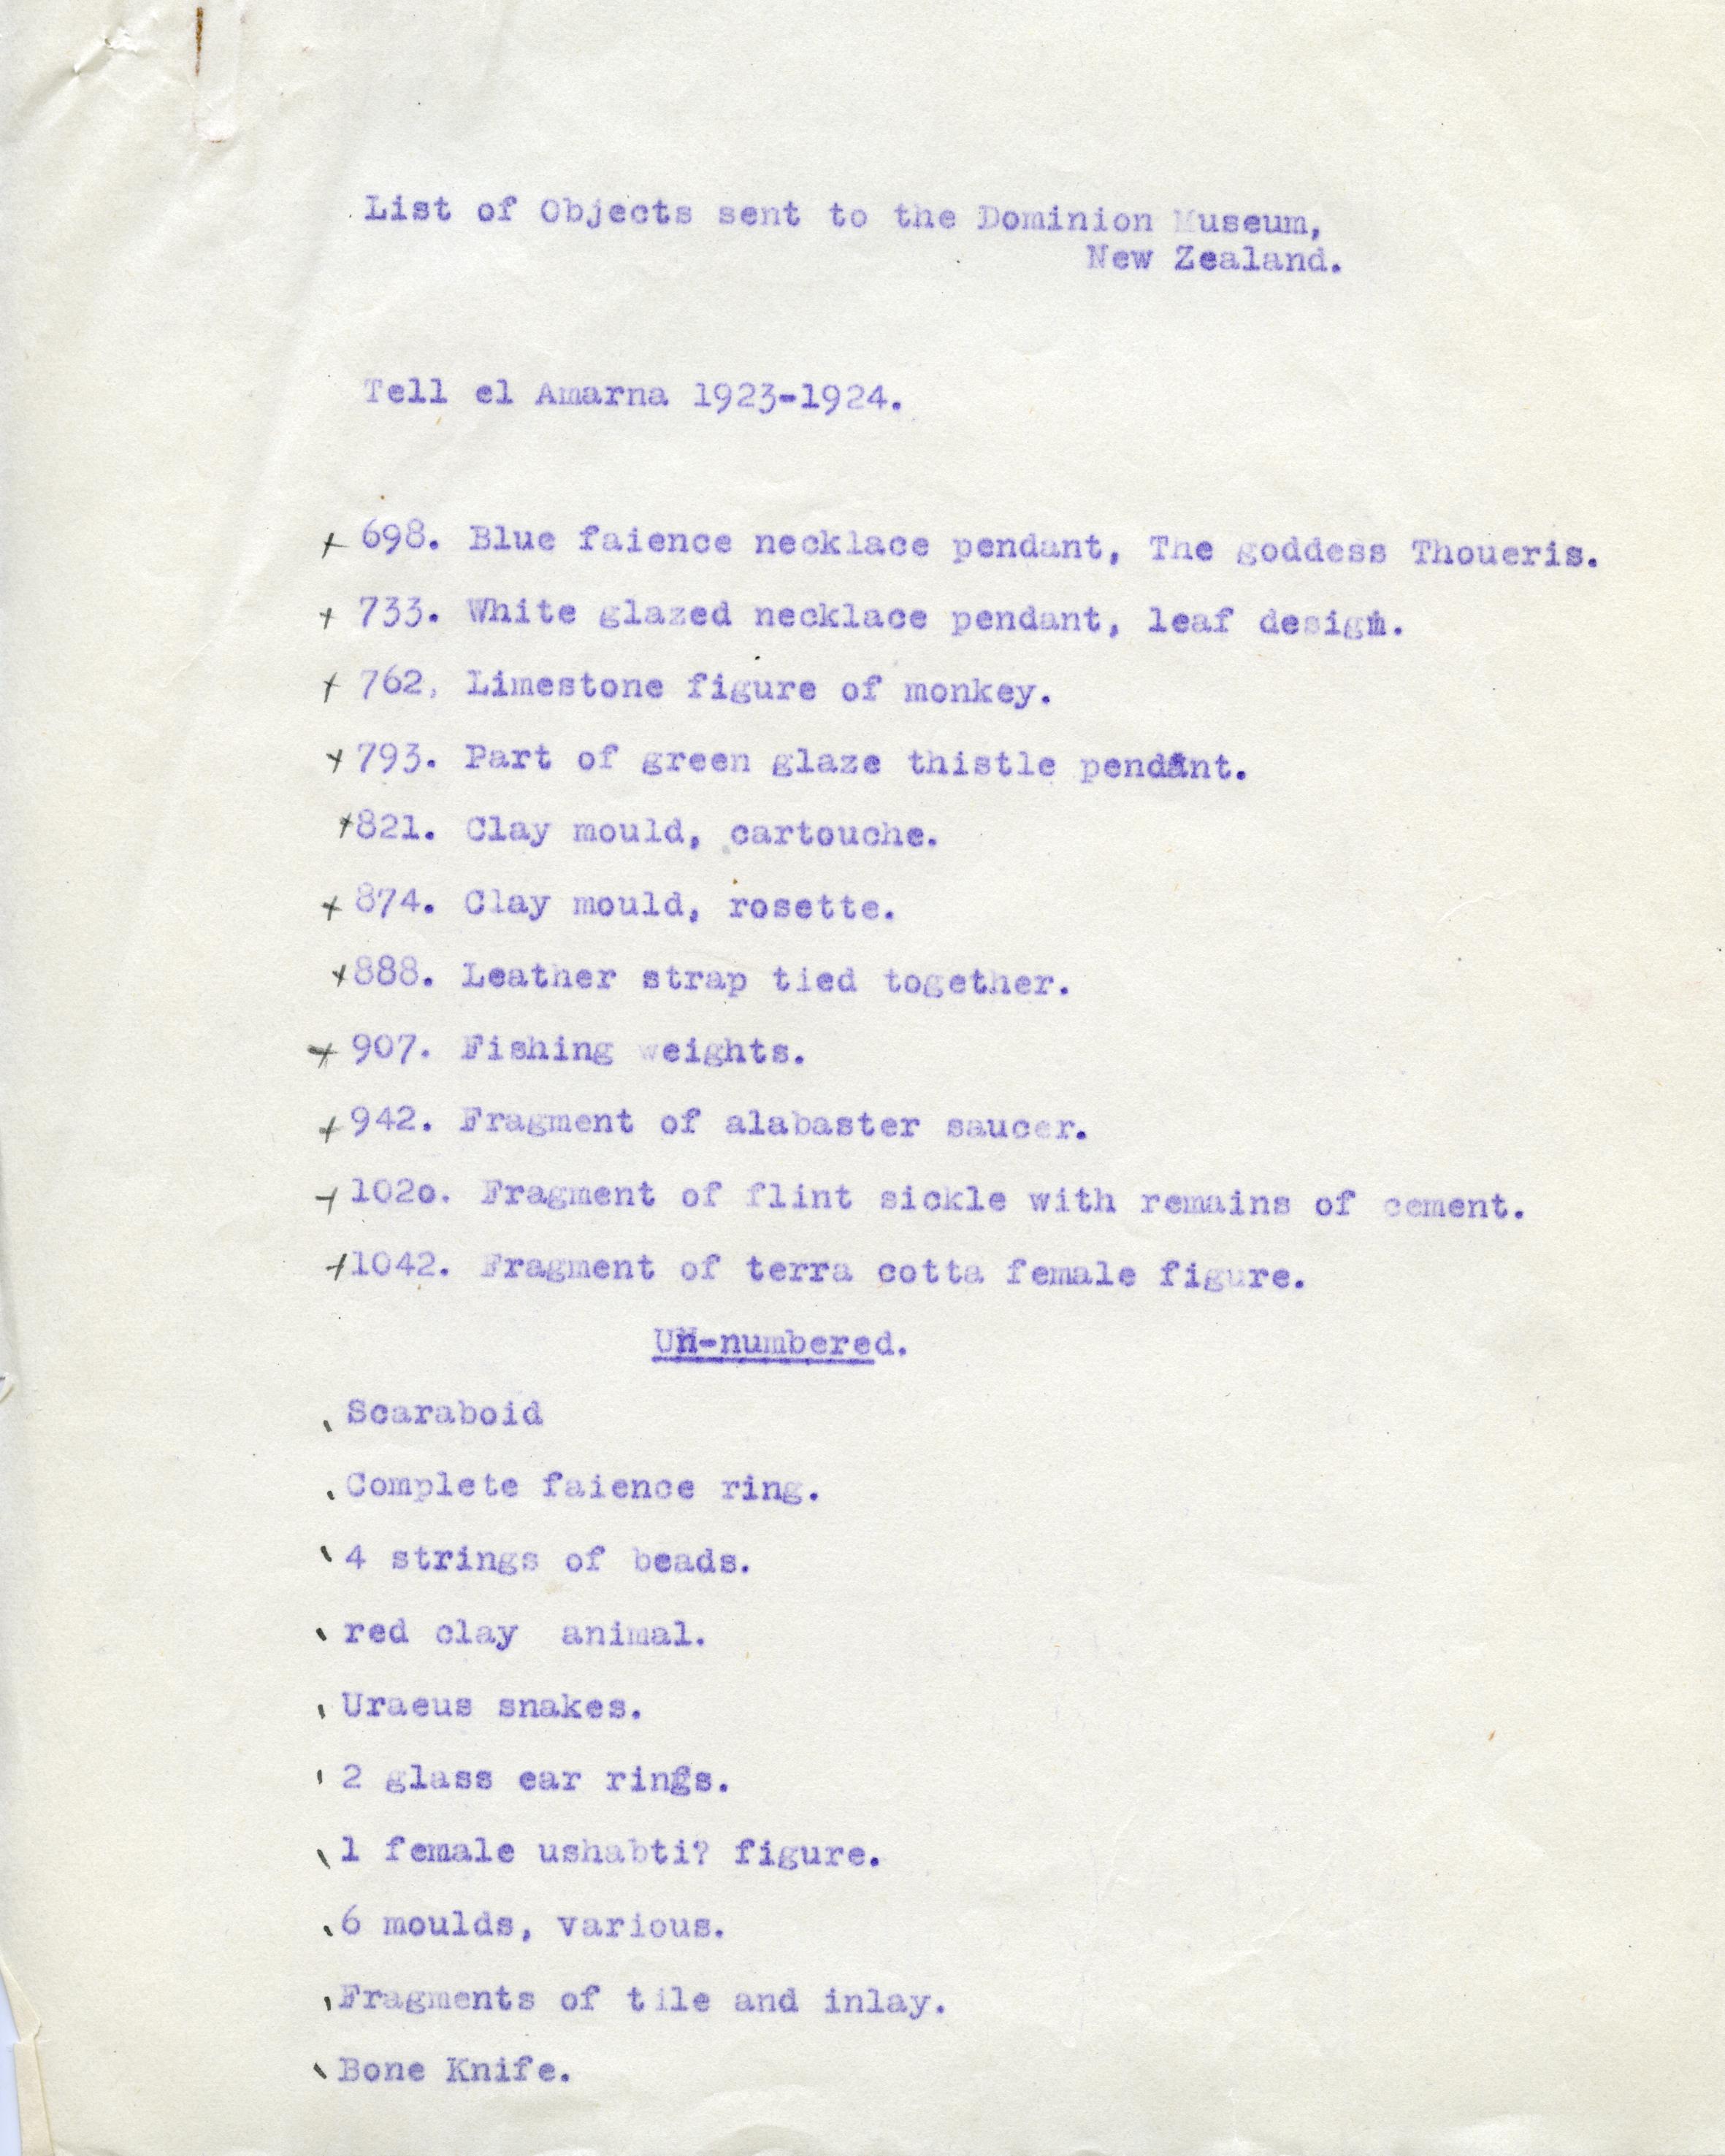 List of Objects sent to the Dominion Museum,
New Zealand.
Tell el Amarna 1923-1924.
+ 698. Blue faience necklace pendant, The goddess Thoueris.
+ 733. White glazed necklace pendant, leaf design.
+ 762, Limestone figure of monkey.
+ 793. Part of green glaze thistle pendant.
+ 821. Clay mould, cartouche.
+ 874. Clay mould, rosette.
+ 888. Leather strap tied together.
+ 907. Fishing weights.
+ 942. Fragment of alabaster saucer.
+ 1020. Fragment of flint sickle with remains of cement.
+ 1042. Fragment of terra cotta female figure.
Un-numbered.
Scaraboid
Complete faience ring.
4 strings of beads.
red clay animal.
Uraeus snakes.
2 glass ear rings.
1 female ushabti? figure.
6 moulds, various.
Fragments of tile and inlay.
Bone Knife.